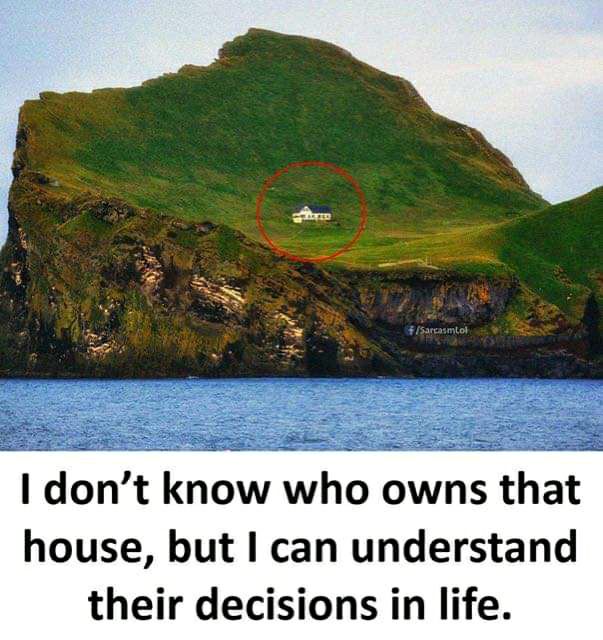 f/SarcasmLol
I don’t know who owns that
house, but I can understand
their decisions in life.